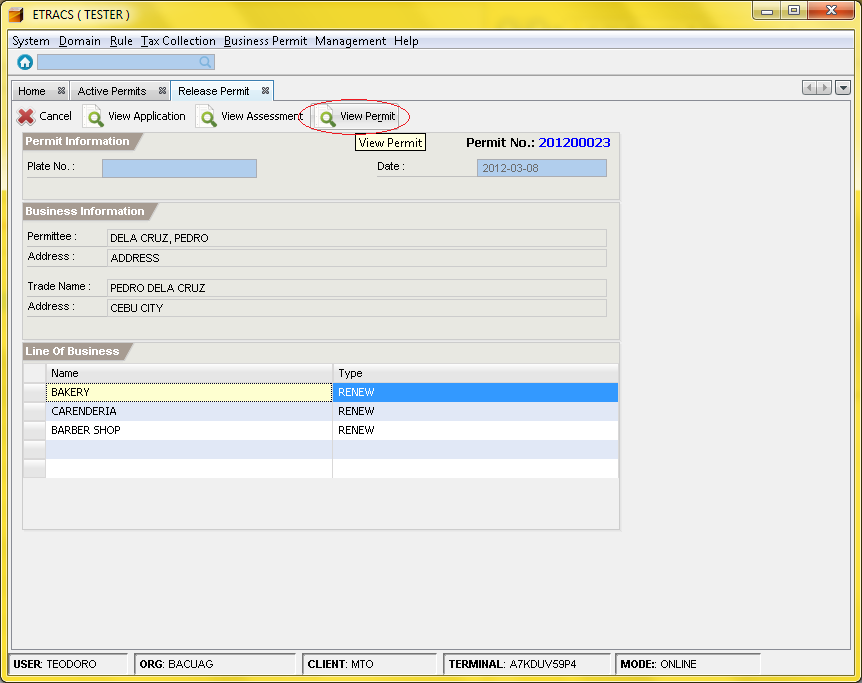 ETRACS ( TESTER )
System Domain Rule Tax Collection Business Permit Management Help
Home Active Permits Release Permit
Cancel View Application View Assessment View Permit
View Permit
Permit Information
Permit No.: 201200023
Plate No. : Date : 2012-03-08
Business Information
Permittee : DELA CRUZ, PEDRO
Address : ADDRESS
Trade Name : PEDRO DELA CRUZ
Address : CEBU CITY
Line Of Business
Name Type
BAKERY RENEW
CARENDERIA RENEW
BARBER SHOP RENEW
USER: TEODORO ORG: BACUAG CLIENT: MTO TERMINAL: A7KDUV59P4 MODE:: ONLINE